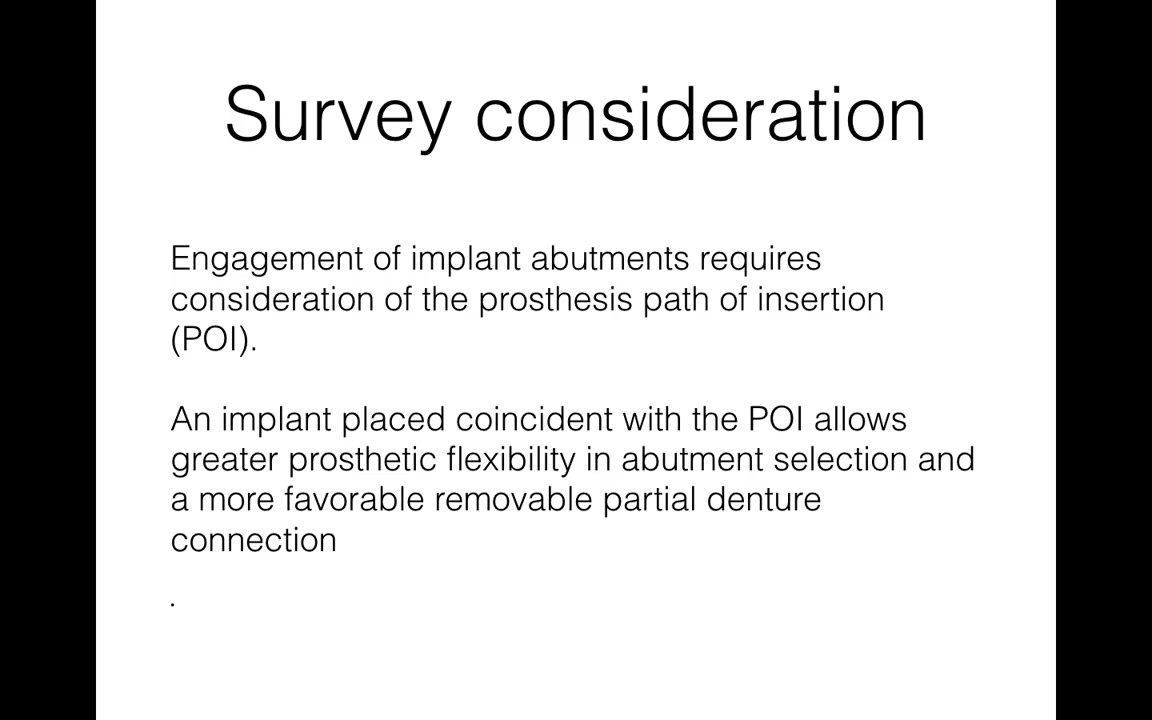 Survey consideration
Engagement of implant abutments requires
consideration of the prosthesis path of insertion
(POI).
An implant placed coincident with the POI allows
greater prosthetic flexibility in abutment selection and
a more favorable removable partial denture
connection
.